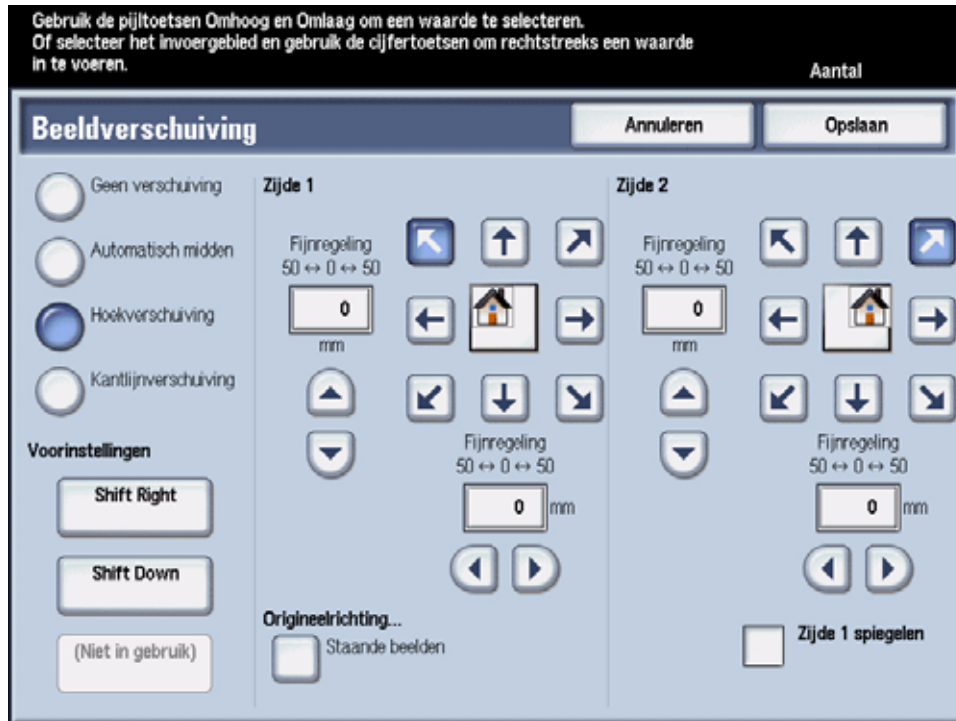 Gebruik de pijltoetsen Omhoog en Omlaag om een waarde te selecteren.
Of selecteer het invoergebied en gebruik de cijfertoetsen om rechtstreeks een waarde
in te voeren.
Aantal
Beeldverschuiving
Annuleren
Opslaan
Geen verschuiving
Automatisch midden
Hoekverschuiving
Kantlijnverschuiving
Voorinstellingen
Shift Right
Shift Down
(Niet in gebruik)
Zijde 1
Fijnregeling
50 ↔ 0 ↔ 50
0
mm
Fijnregeling
50 ↔ 0 ↔ 50
0 mm
Origineelrichting...
Staande beelden
Zijde 2
Fijnregeling
50 ↔ 0 ↔ 50
0
mm
Fijnregeling
50 ↔ 0 ↔ 50
0 mm
Zijde 1 spiegelen